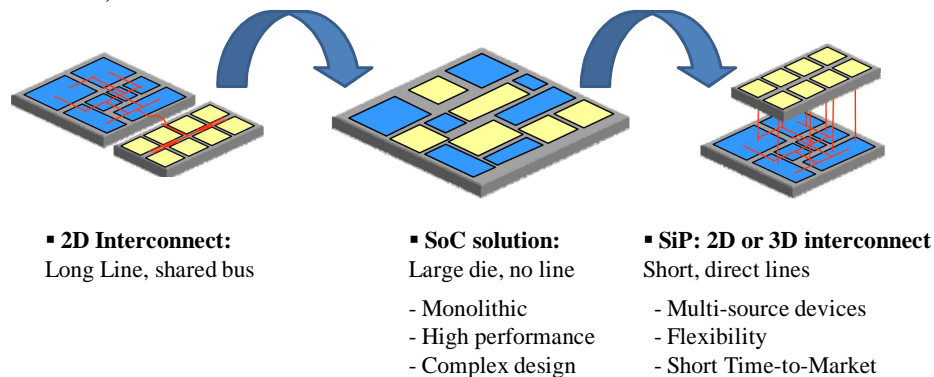 ▪ 2D Interconnect:
Long Line, shared bus
▪ SoC solution:
Large die, no line
- Monolithic
- High performance
- Complex design
▪ SiP: 2D or 3D interconnect
Short, direct lines
- Multi-source devices
- Flexibility
- Short Time-to-Market